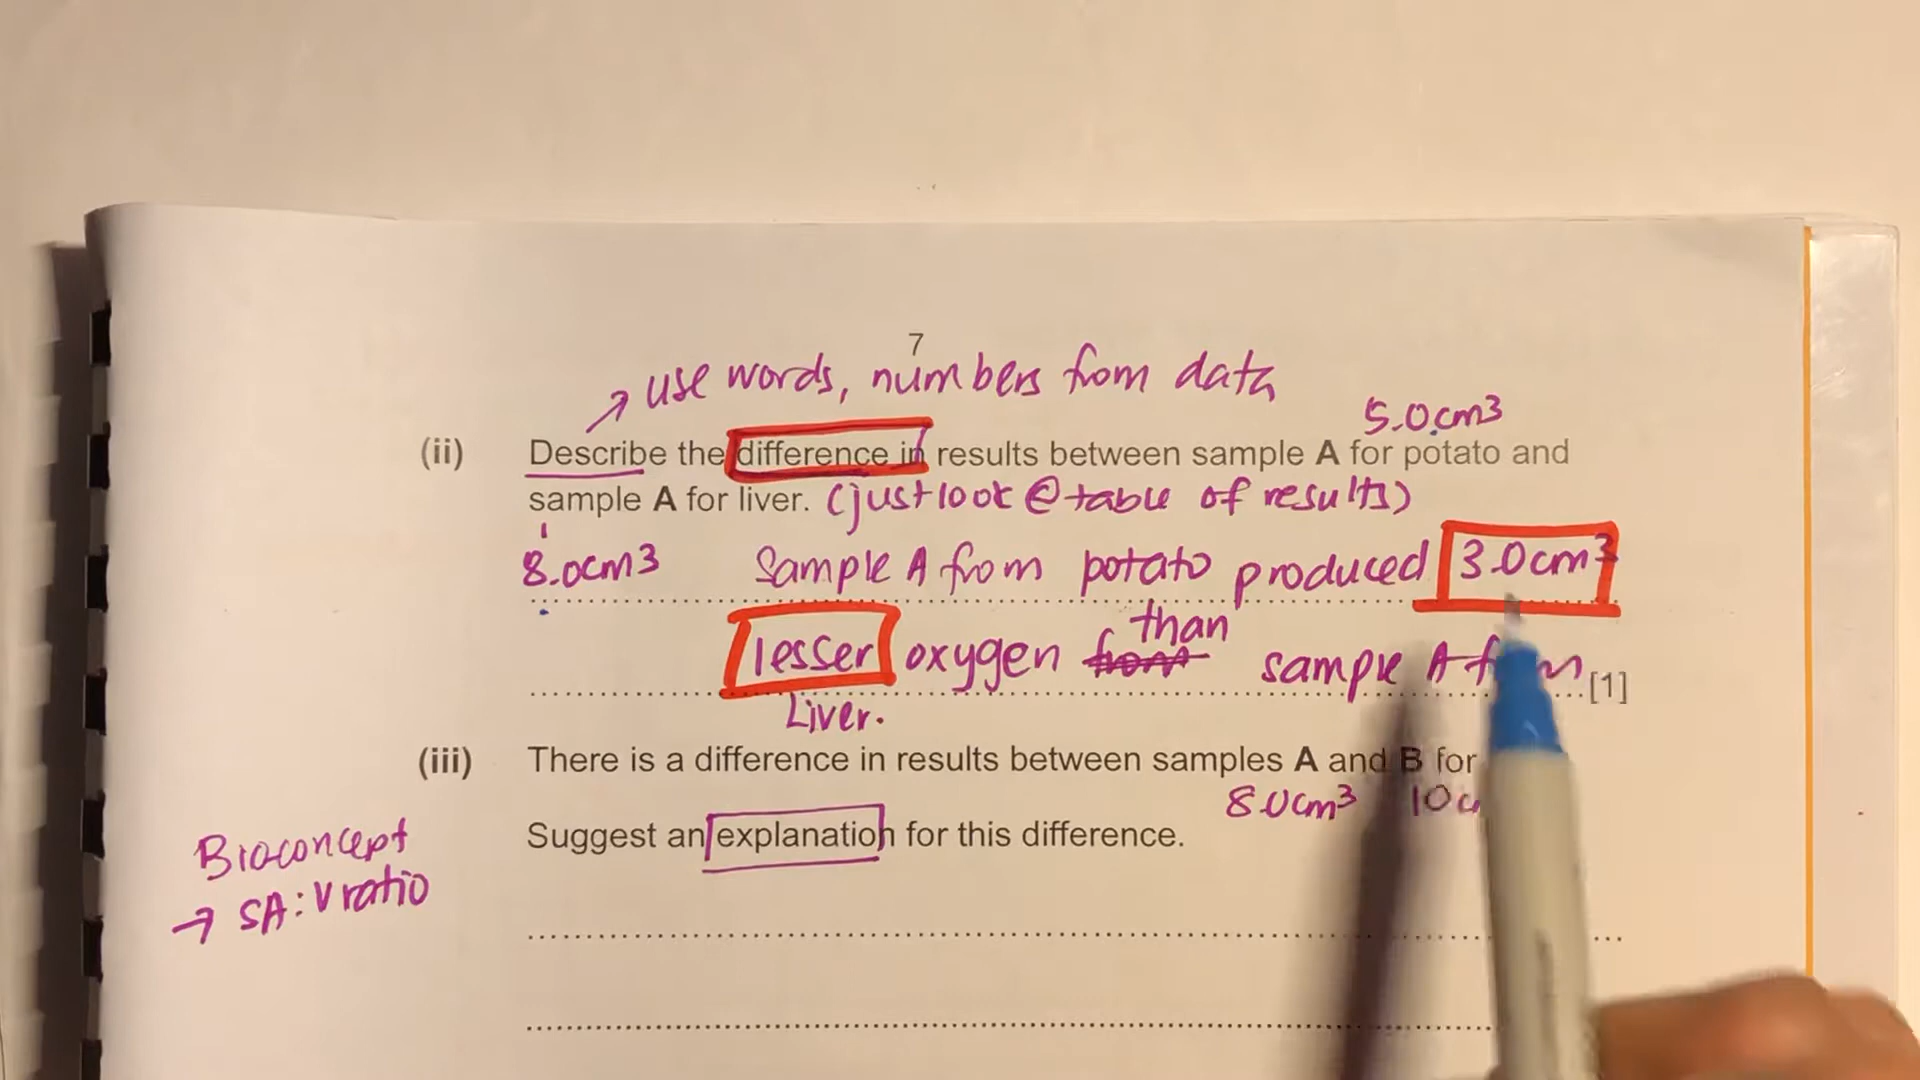 7
→ use words, numbers from data
5.0cm3
(ii) Describe the difference in results between sample A for potato and
sample A for liver. (just look @ table of results)
8.0cm3 Sample A from potato produced 3.0cm3
lesser oxygen from than sample A from [1]
Liver.
(iii) There is a difference in results between samples A and B for
8.0cm3 10
Suggest an explanation for this difference.
Bioconcept
→ SA:V ratio